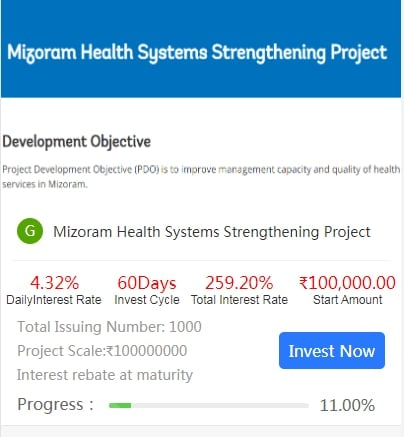 Mizoram Health Systems Strengthening Project
Development Objective
Project Development Objective (PDO) is to improve management capacity and quality of health
services in Mizoram.
G Mizoram Health Systems Strengthening Project
4.32% 60Days 259.20% ₹100,000.00
DailyInterest Rate Invest Cycle Total Interest Rate Start Amount
Total Issuing Number: 1000
Project Scale:₹100000000
Invest Now
Interest rebate at maturity
Progress : 11.00%